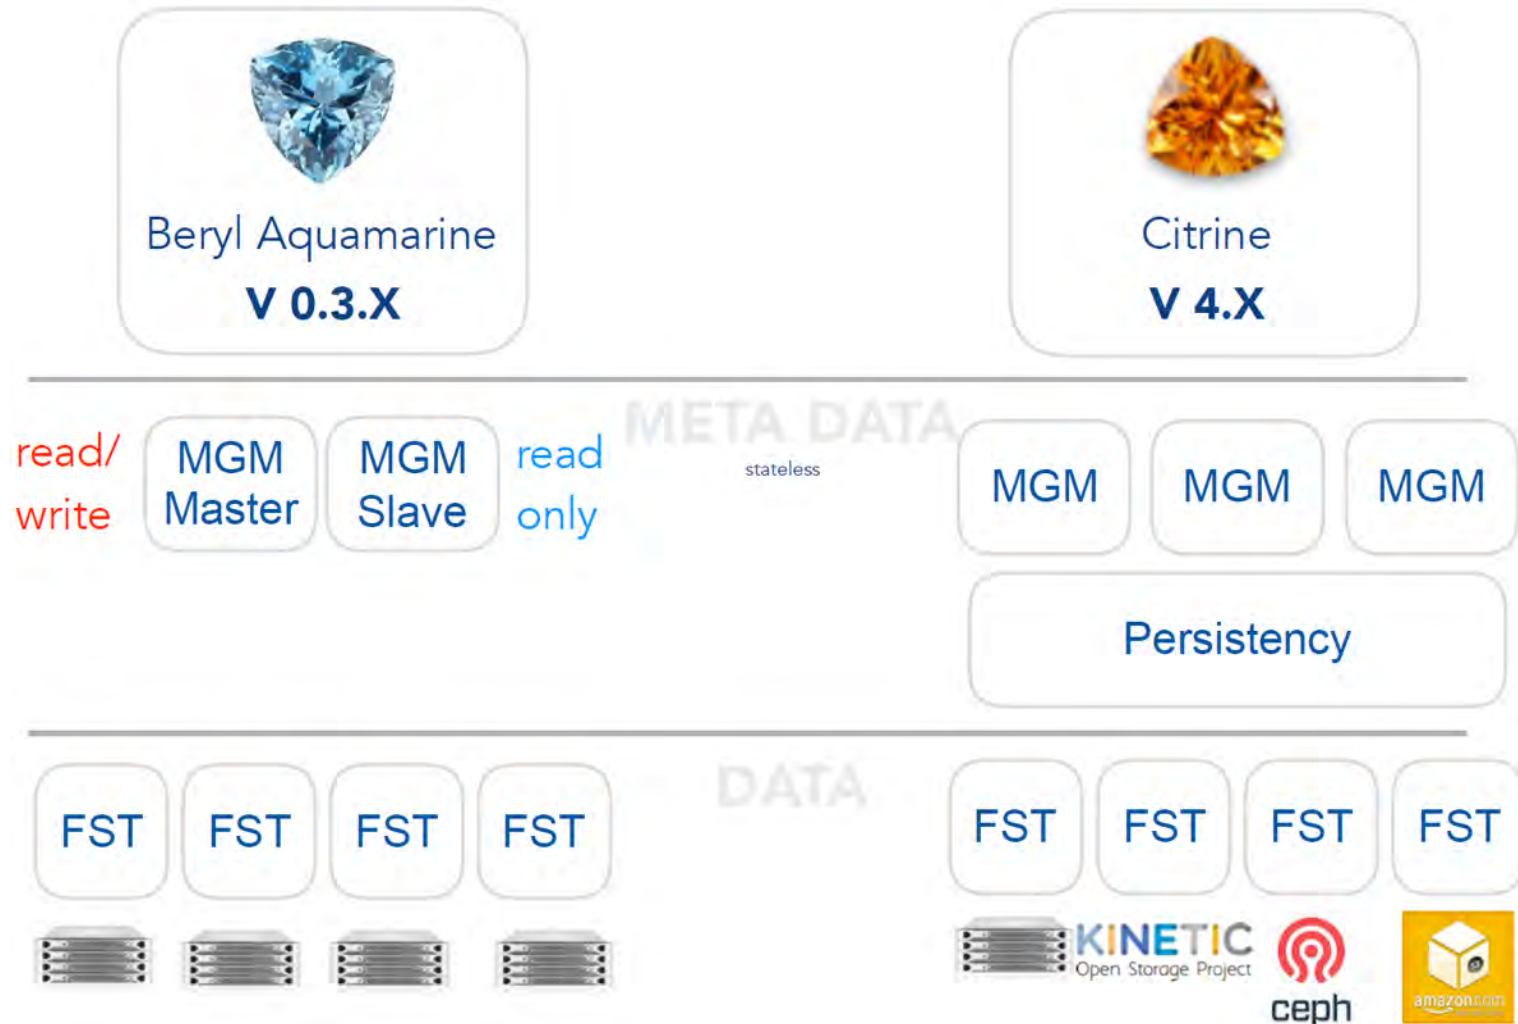 Beryl Aquamarine
V 0.3.X
Citrine
V 4.X
META DATA
read/
write
MGM
Master
MGM
Slave
read
only
stateless
MGM
MGM
MGM
Persistency
DATA
FST
FST
FST
FST
FST
FST
FST
FST
KINETIC
Open Storage Project
ceph
amazon.com